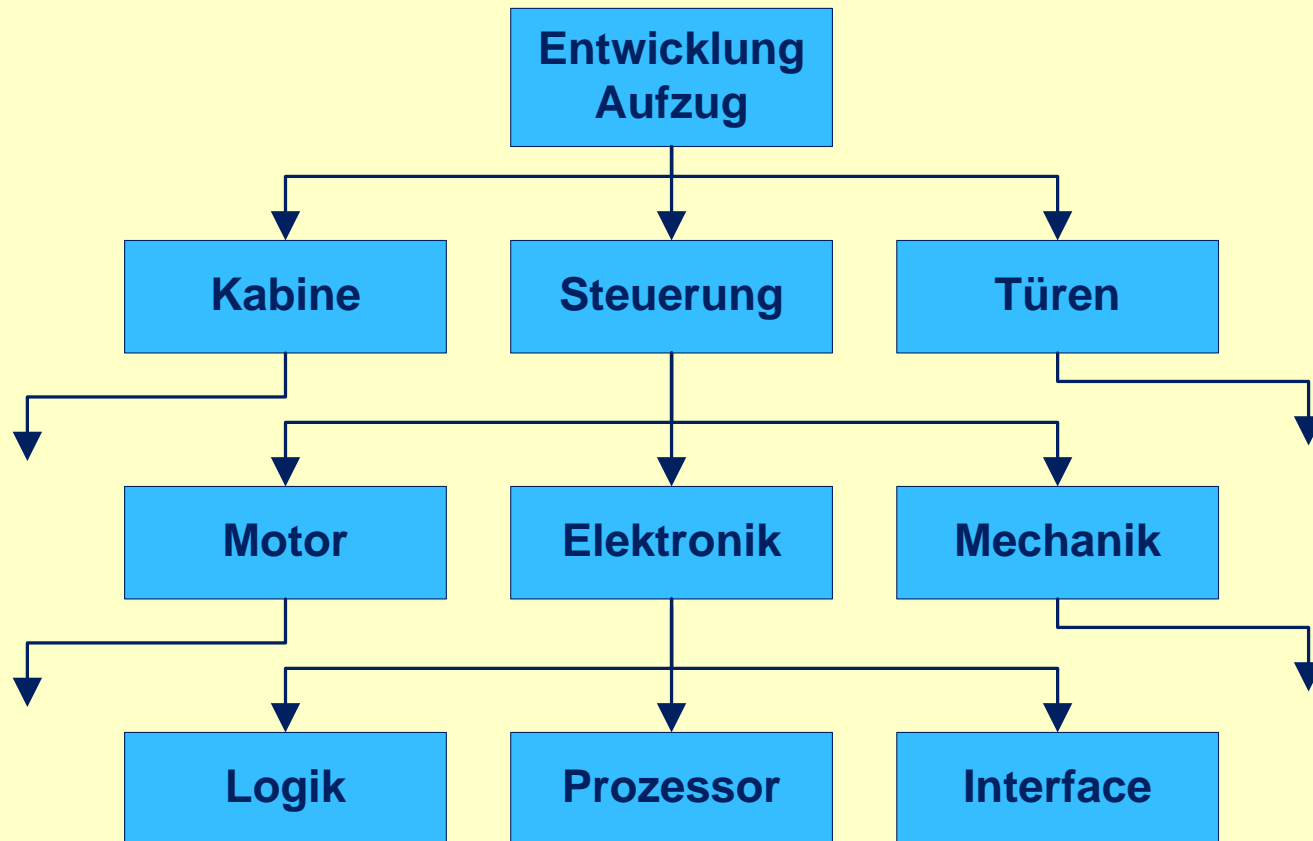 Entwicklung
Aufzug
Kabine
Steuerung
Türen
Motor
Elektronik
Mechanik
Logik
Prozessor
Interface